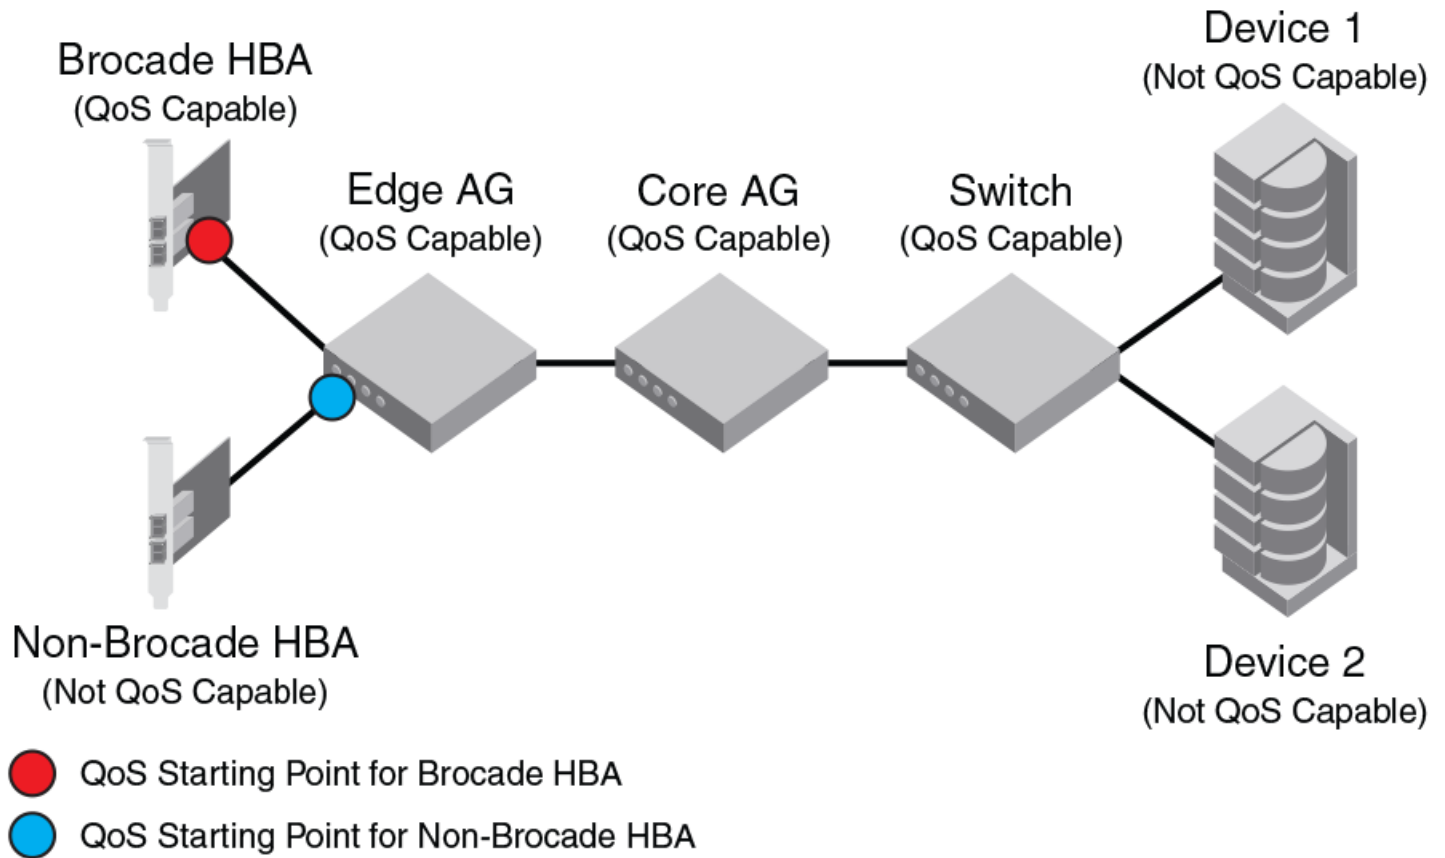 Brocade HBA
(QoS Capable)
Device 1
(Not QoS Capable)
Edge AG
(QoS Capable)
Core AG
(QoS Capable)
Switch
(QoS Capable)
Non-Brocade HBA
(Not QoS Capable)
Device 2
(Not QoS Capable)
QoS Starting Point for Brocade HBA
QoS Starting Point for Non-Brocade HBA